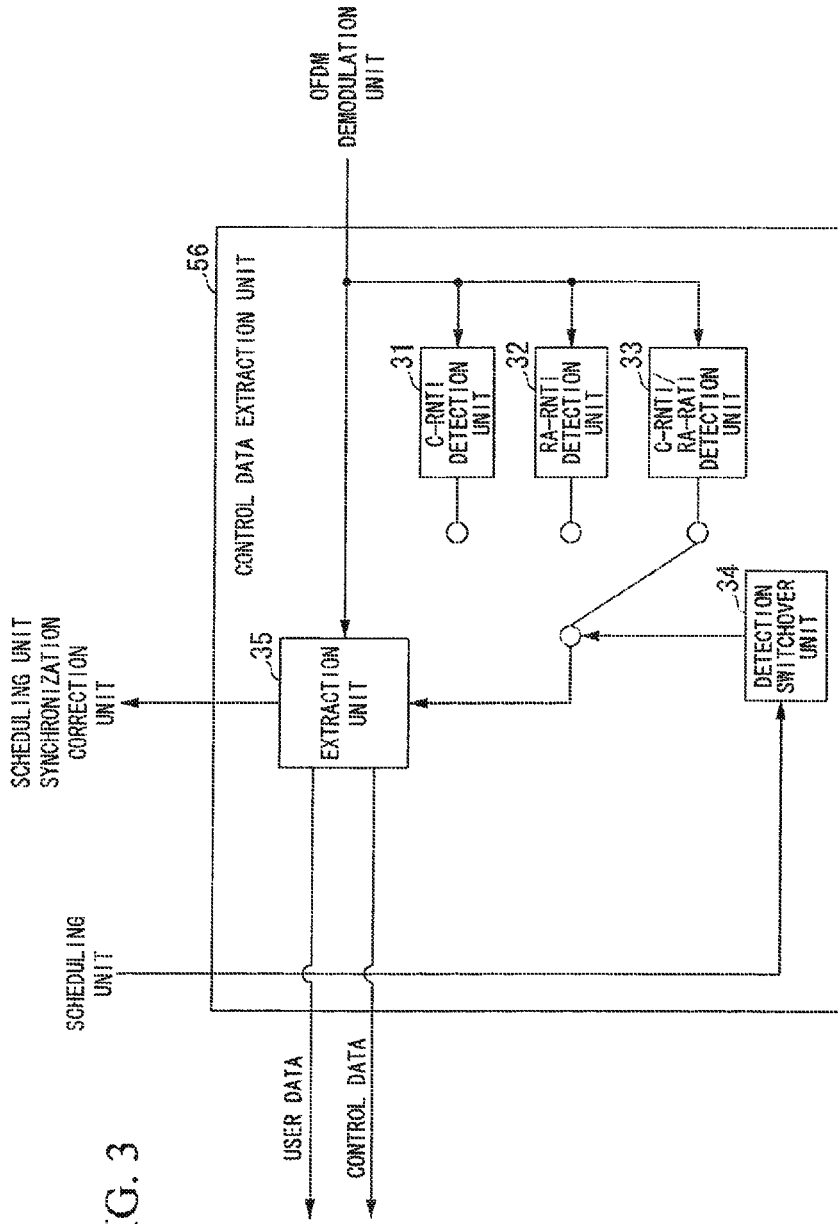 IG. 3
SCHEDULING
UNIT
SCHEDULING UNIT
SYNCHRONIZATION
CORRECTION
UNIT
OFDM
DEMODULATION
UNIT
56
CONTROL DATA EXTRACTION UNIT
35
EXTRACTION
UNIT
USER DATA
CONTROL DATA
31
C-RNTI
DETECTION
UNIT
32
RA-RNTI
DETECTION
UNIT
33
C-RNTI/
RA-RATI
DETECTION
UNIT
34
DETECTION
SWITCHOVER
UNIT